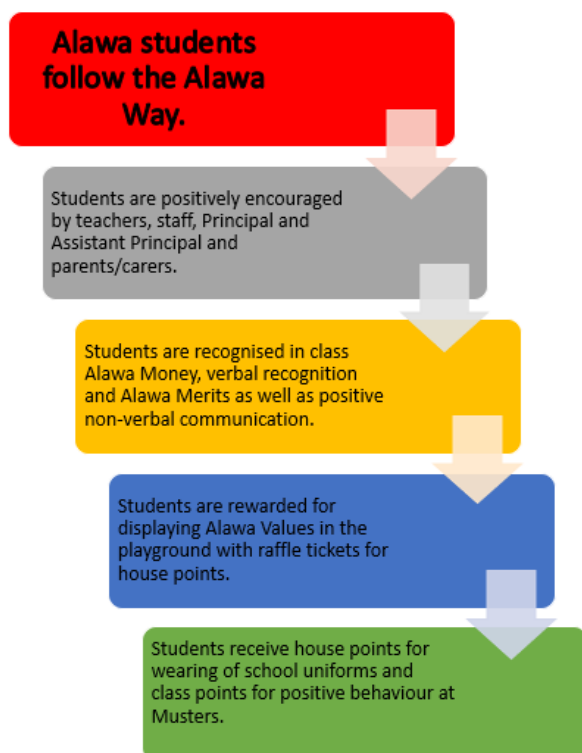 Alawa students
follow the Alawa
Way.
Students are positively encouraged
by teachers, staff, Principal and
Assistant Principal and
parents/carers.
Students are recognised in class
Alawa Money, verbal recognition
and Alawa Merits as well as positive
non-verbal communication.
Students are rewarded for
displaying Alawa Values in the
playground with raffle tickets for
house points.
Students receive house points for
wearing of school uniforms and
class points for positive behaviour at
Musters.